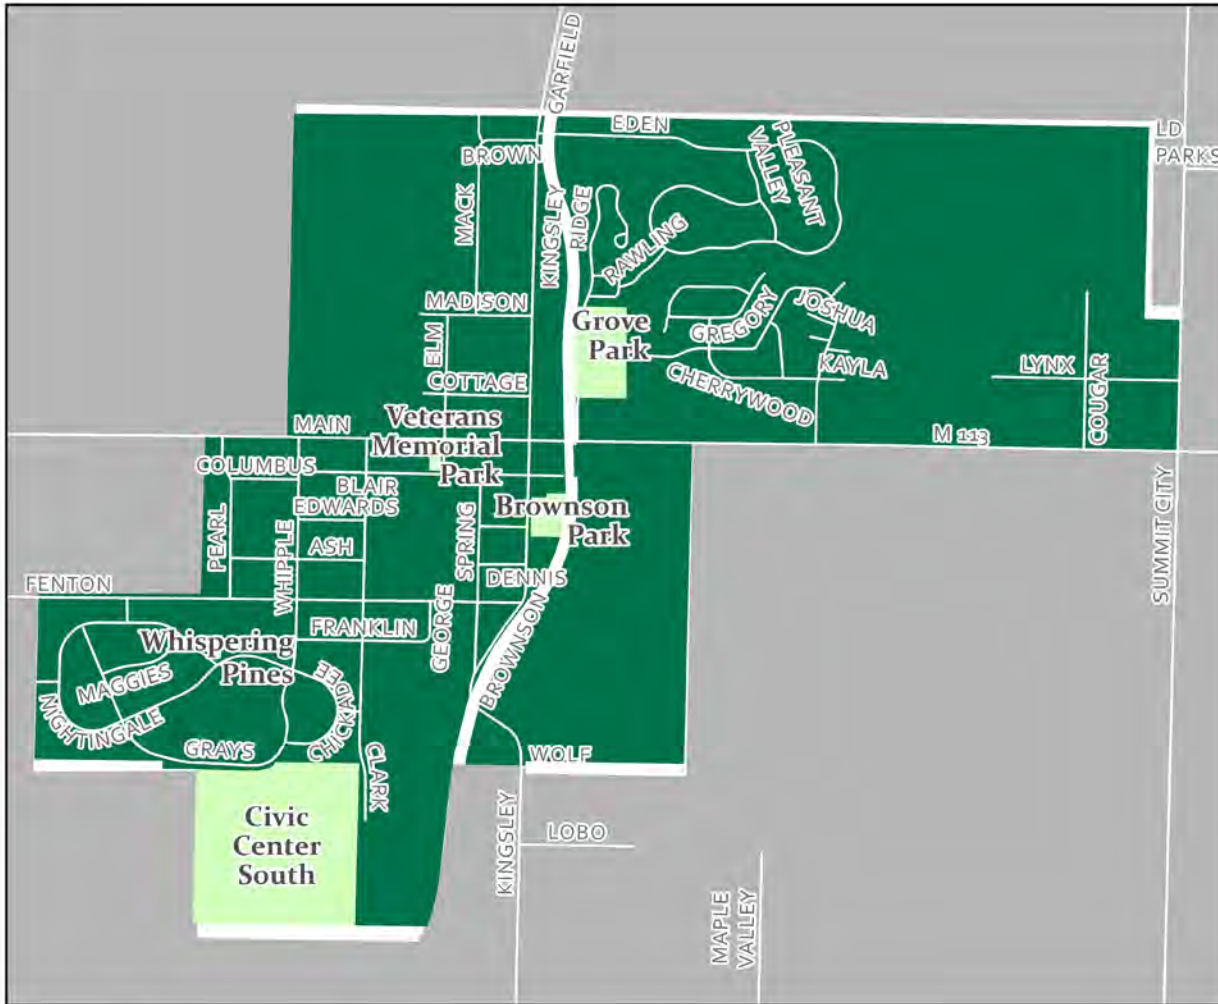 GARFIELD
EDEN
LD
PARKS
BROWN
PLEASANT
VALLEY
MACK
KINGSLEY
RIDGE
RAWLING
MADISON
Grove
Park
GREGORY
JOSHUA
ELM
KAYLA
LYNX
COUGAR
COTTAGE
CHERRYWOOD
Veterans
Memorial
Park
MAIN
M 113
COLUMBUS
BLAIR
EDWARDS
Brownson
Park
PEARL
WHIPPLE
ASH
SPRING
SUMMIT CITY
FENTON
DENNIS
FRANKLIN
GEORGE
BROWNSON
Whispering
Pines
MAGGIES
CHICKADEE
NIGHTINGALE
GRAYS
CLARK
WOLF
Civic
Center
South
KINGSLEY
LOBO
MAPLE
VALLEY